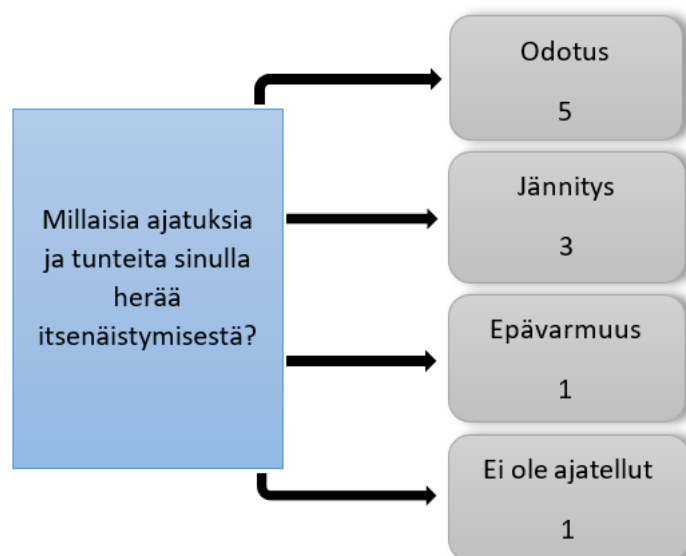 Millaisia ajatuksia
ja tunteita sinulla
herää
itsenäistymisestä?
Odotus
5
Jännitys
3
Epävarmuus
1
Ei ole ajatellut
1